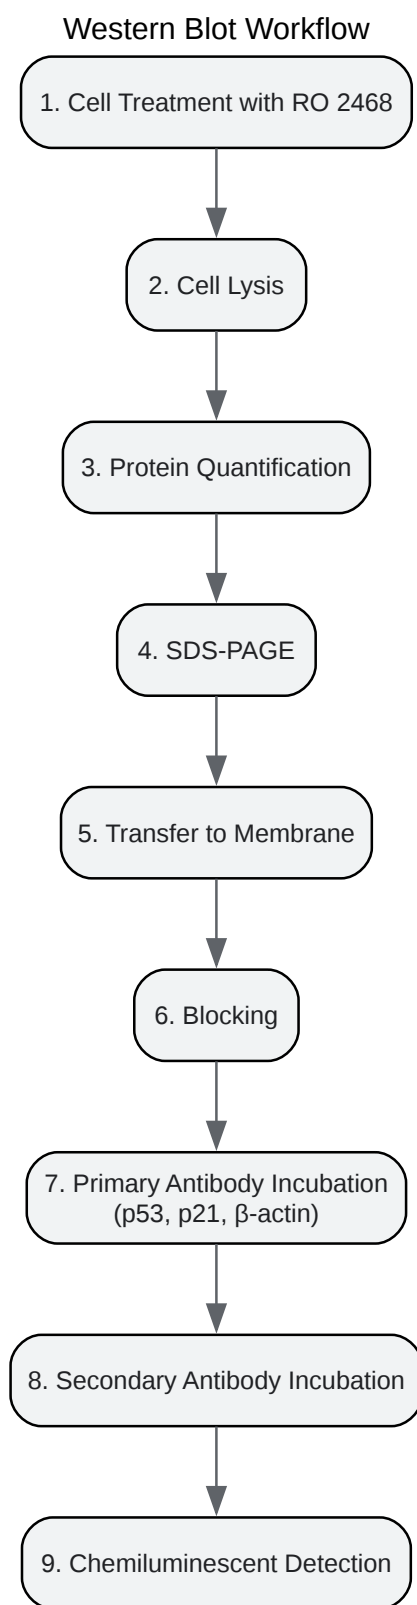 Western Blot Workflow
1. Cell Treatment with RO 2468
2. Cell Lysis
3. Protein Quantification
4. SDS-PAGE
5. Transfer to Membrane
6. Blocking
7. Primary Antibody Incubation
(p53, p21, β-actin)
8. Secondary Antibody Incubation
9. Chemiluminescent Detection